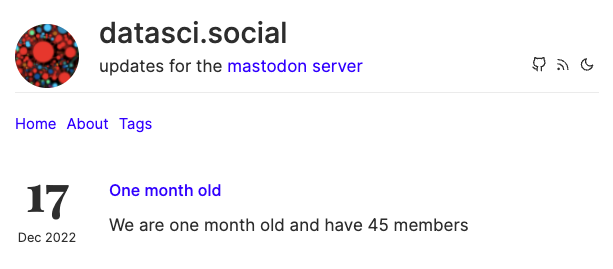 datasci.social
updates for the mastodon server
Home About Tags
17
Dec 2022
One month old
We are one month old and have 45 members